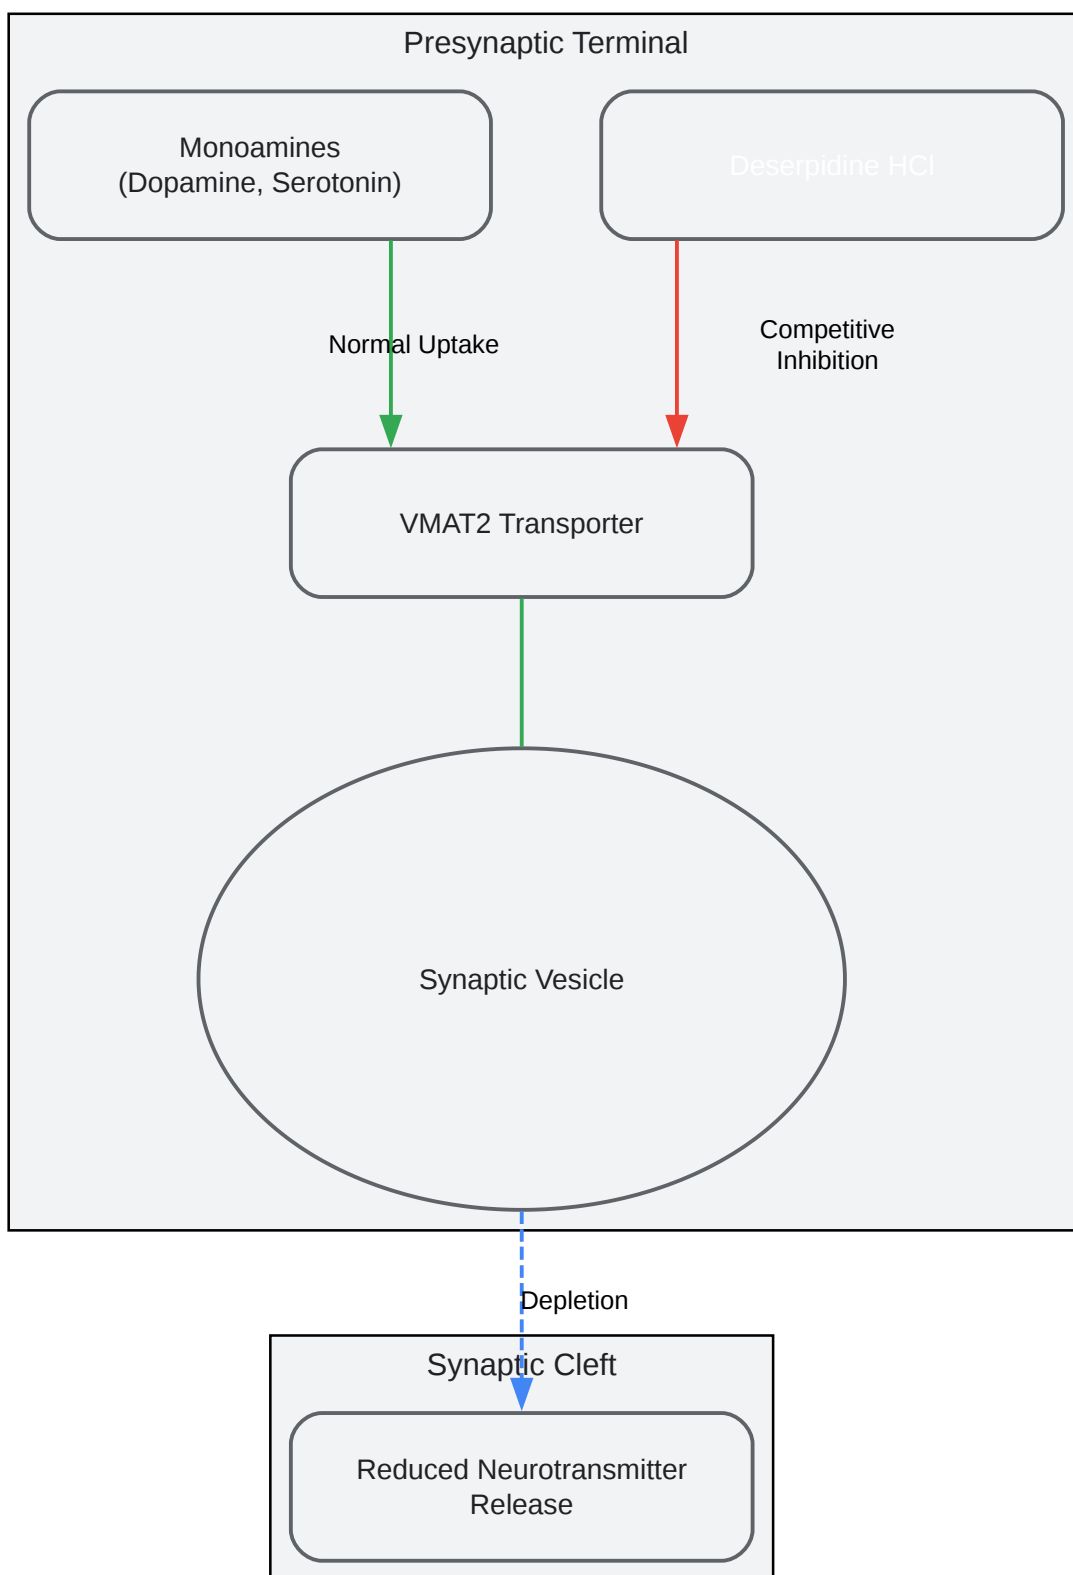 Presynaptic Terminal
Monoamines
(Dopamine, Serotonin)
Deserpidine HCl
Normal Uptake
Competitive
Inhibition
VMAT2 Transporter
Synaptic Vesicle
Depletion
Synaptic Cleft
Reduced Neurotransmitter
Release